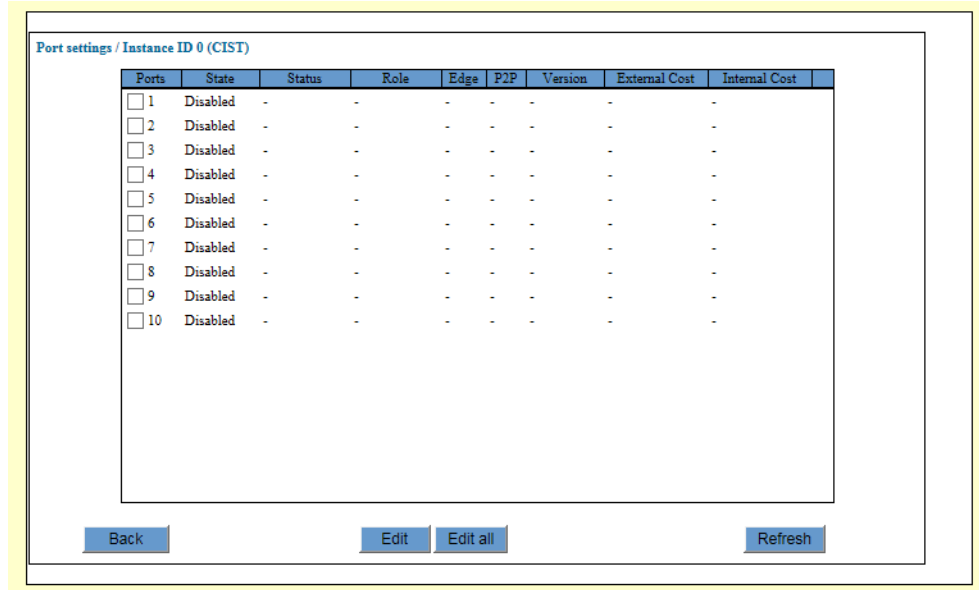 Port settings / Instance ID 0 (CIST)
Ports State Status Role Edge P2P Version External Cost Internal Cost
1 Disabled - - - - - - -
2 Disabled - - - - - - -
3 Disabled - - - - - - -
4 Disabled - - - - - - -
5 Disabled - - - - - - -
6 Disabled - - - - - - -
7 Disabled - - - - - - -
8 Disabled - - - - - - -
9 Disabled - - - - - - -
10 Disabled - - - - - - -
Back Edit Edit all Refresh